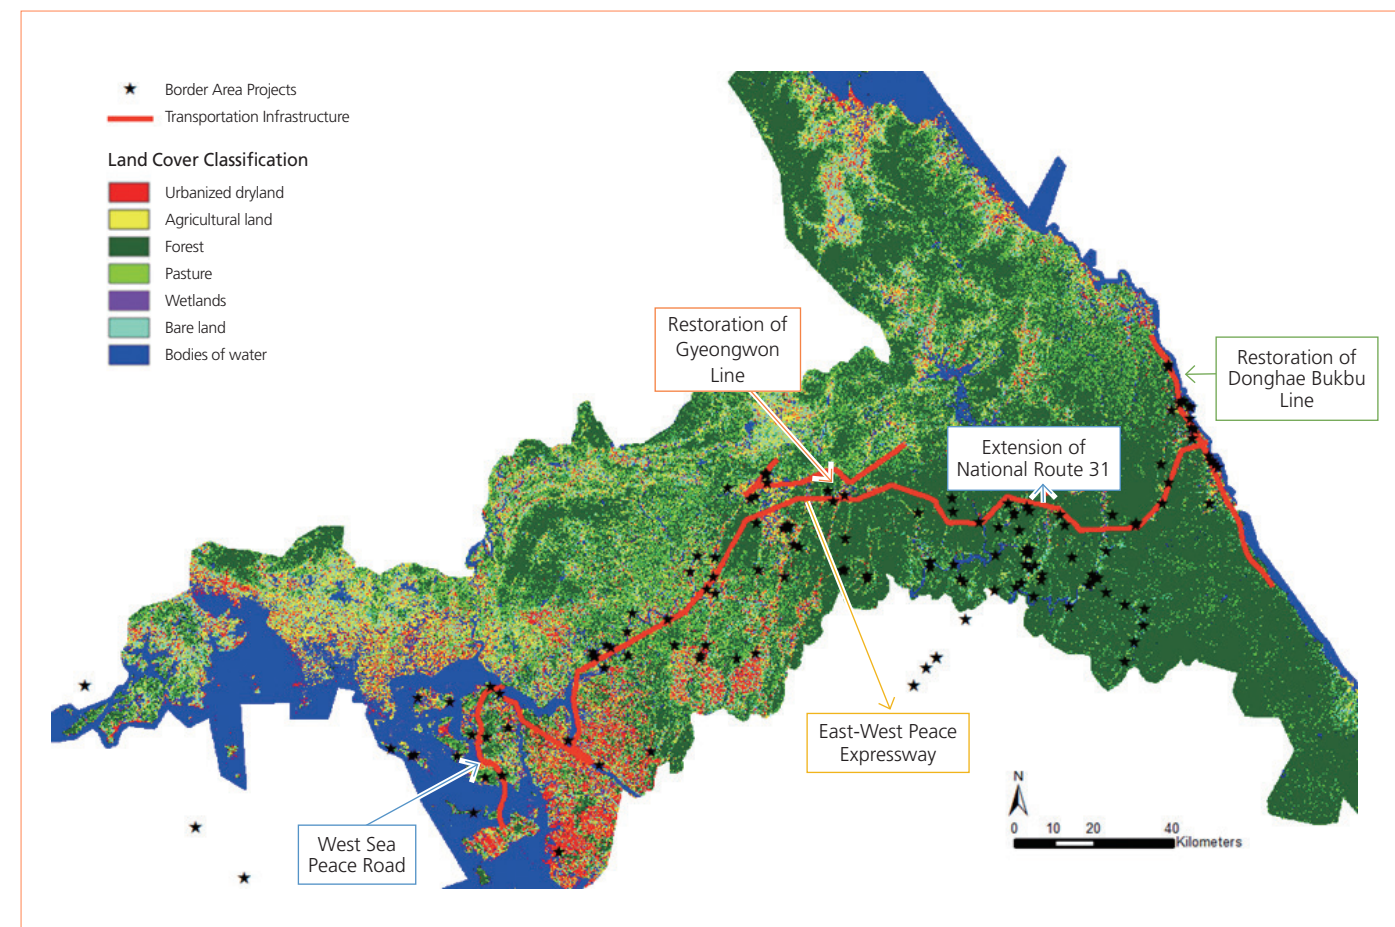 Border Area Projects
Transportation Infrastructure
Land Cover Classification
Urbanized dryland
Agricultural land
Forest
Pasture
Wetlands
Bare land
Bodies of water
Restoration of
Gyeongwon
Line
Restoration of
Donghae Bukbu
Line
Extension of
National Route 31
East-West Peace
Expressway
West Sea
Peace Road
N
0 10 20 40
Kilometers